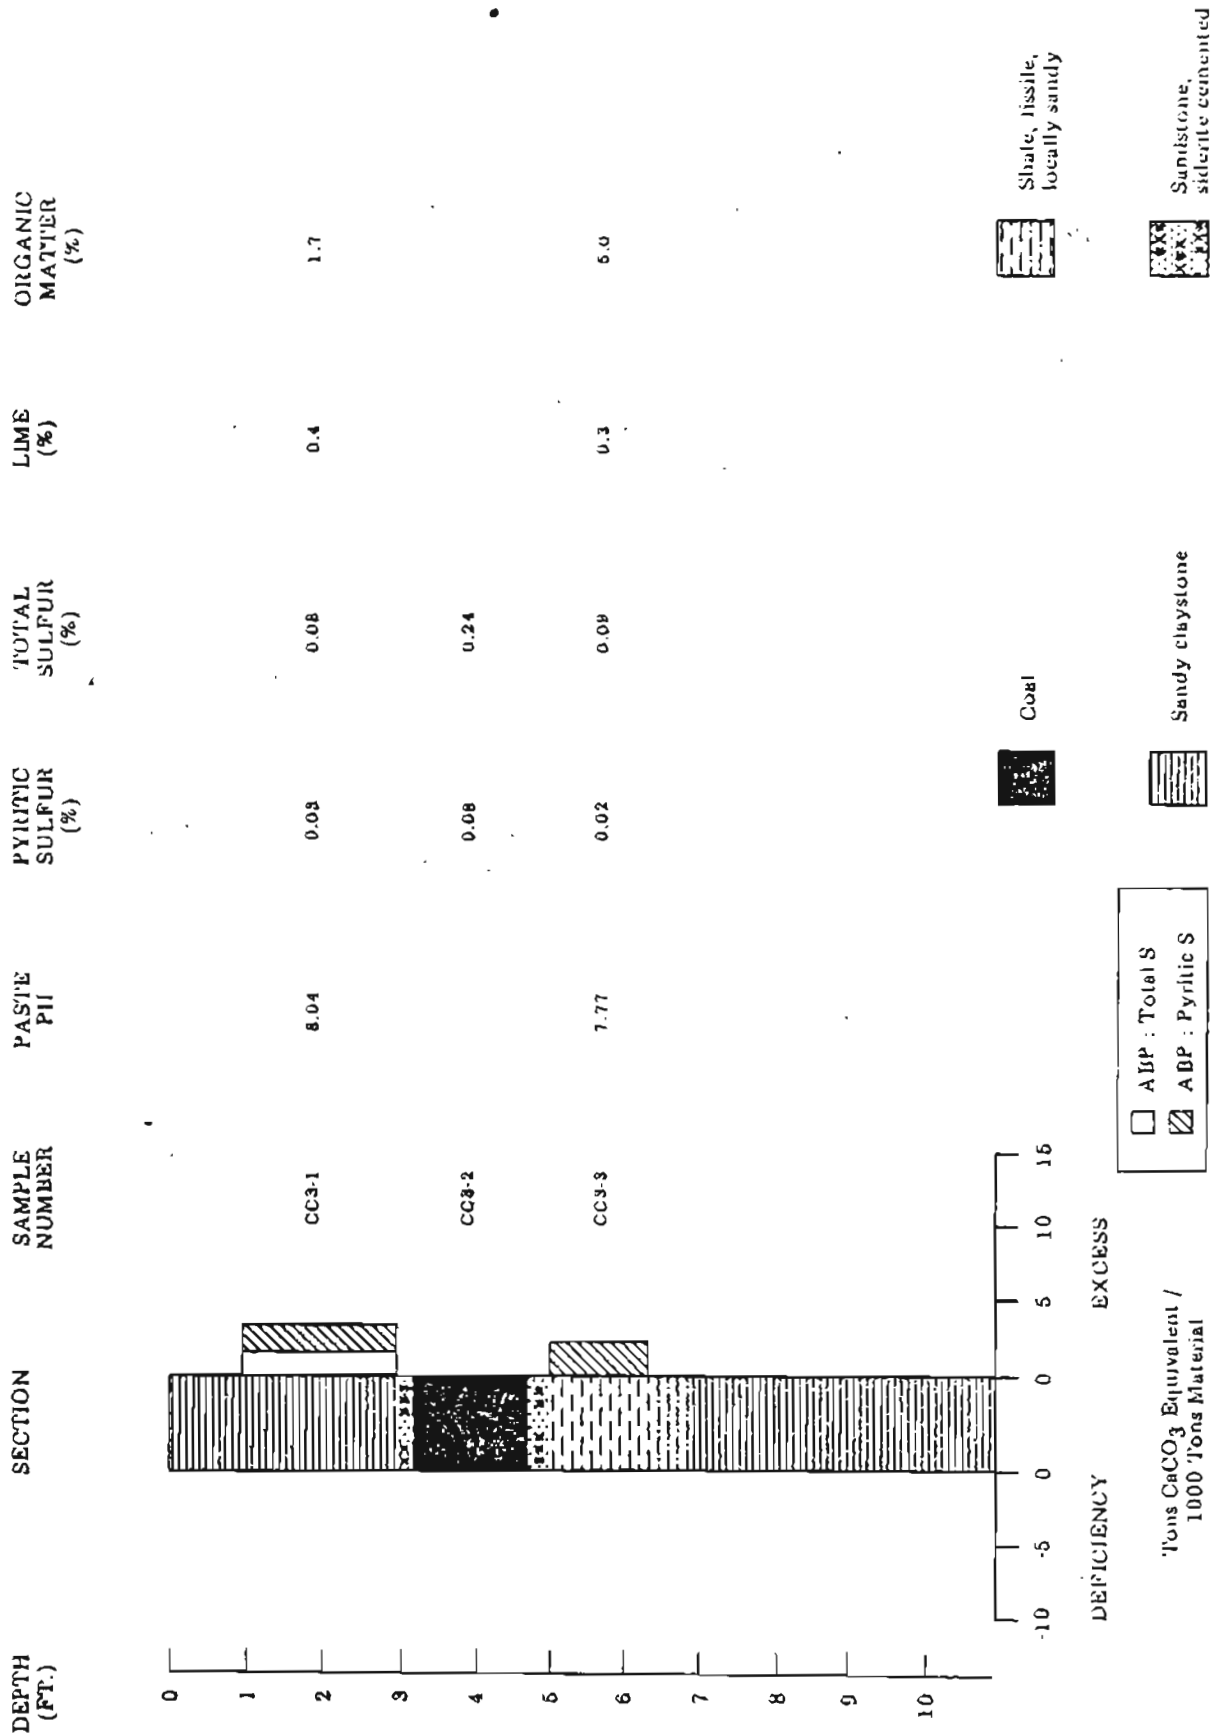 DEPTH
(FT.)
SECTION
SAMPLE
NUMBER
PASTE
PH
PYRITIC
SULFUR
(%)
TOTAL
SULFUR
(%)
LIME
(%)
ORGANIC
MATTER
(%)
0
1
2
3
4
5
6
7
8
9
10
CC3-1 8.04 0.03 0.08 0.4 1.7
CC3-2 0.08 0.24
CC3-3 7.77 0.02 0.09 0.3 5.0
-10 -5 0 0 5 10 15
DEFICIENCY EXCESS
Tons CaCO3 Equivalent /
1000 Tons Material
ABP : Total S
ABP : Pyritic S
Coal
Sandy claystone
Shale, fissile,
locally sandy
Sandstone,
siderite cemented